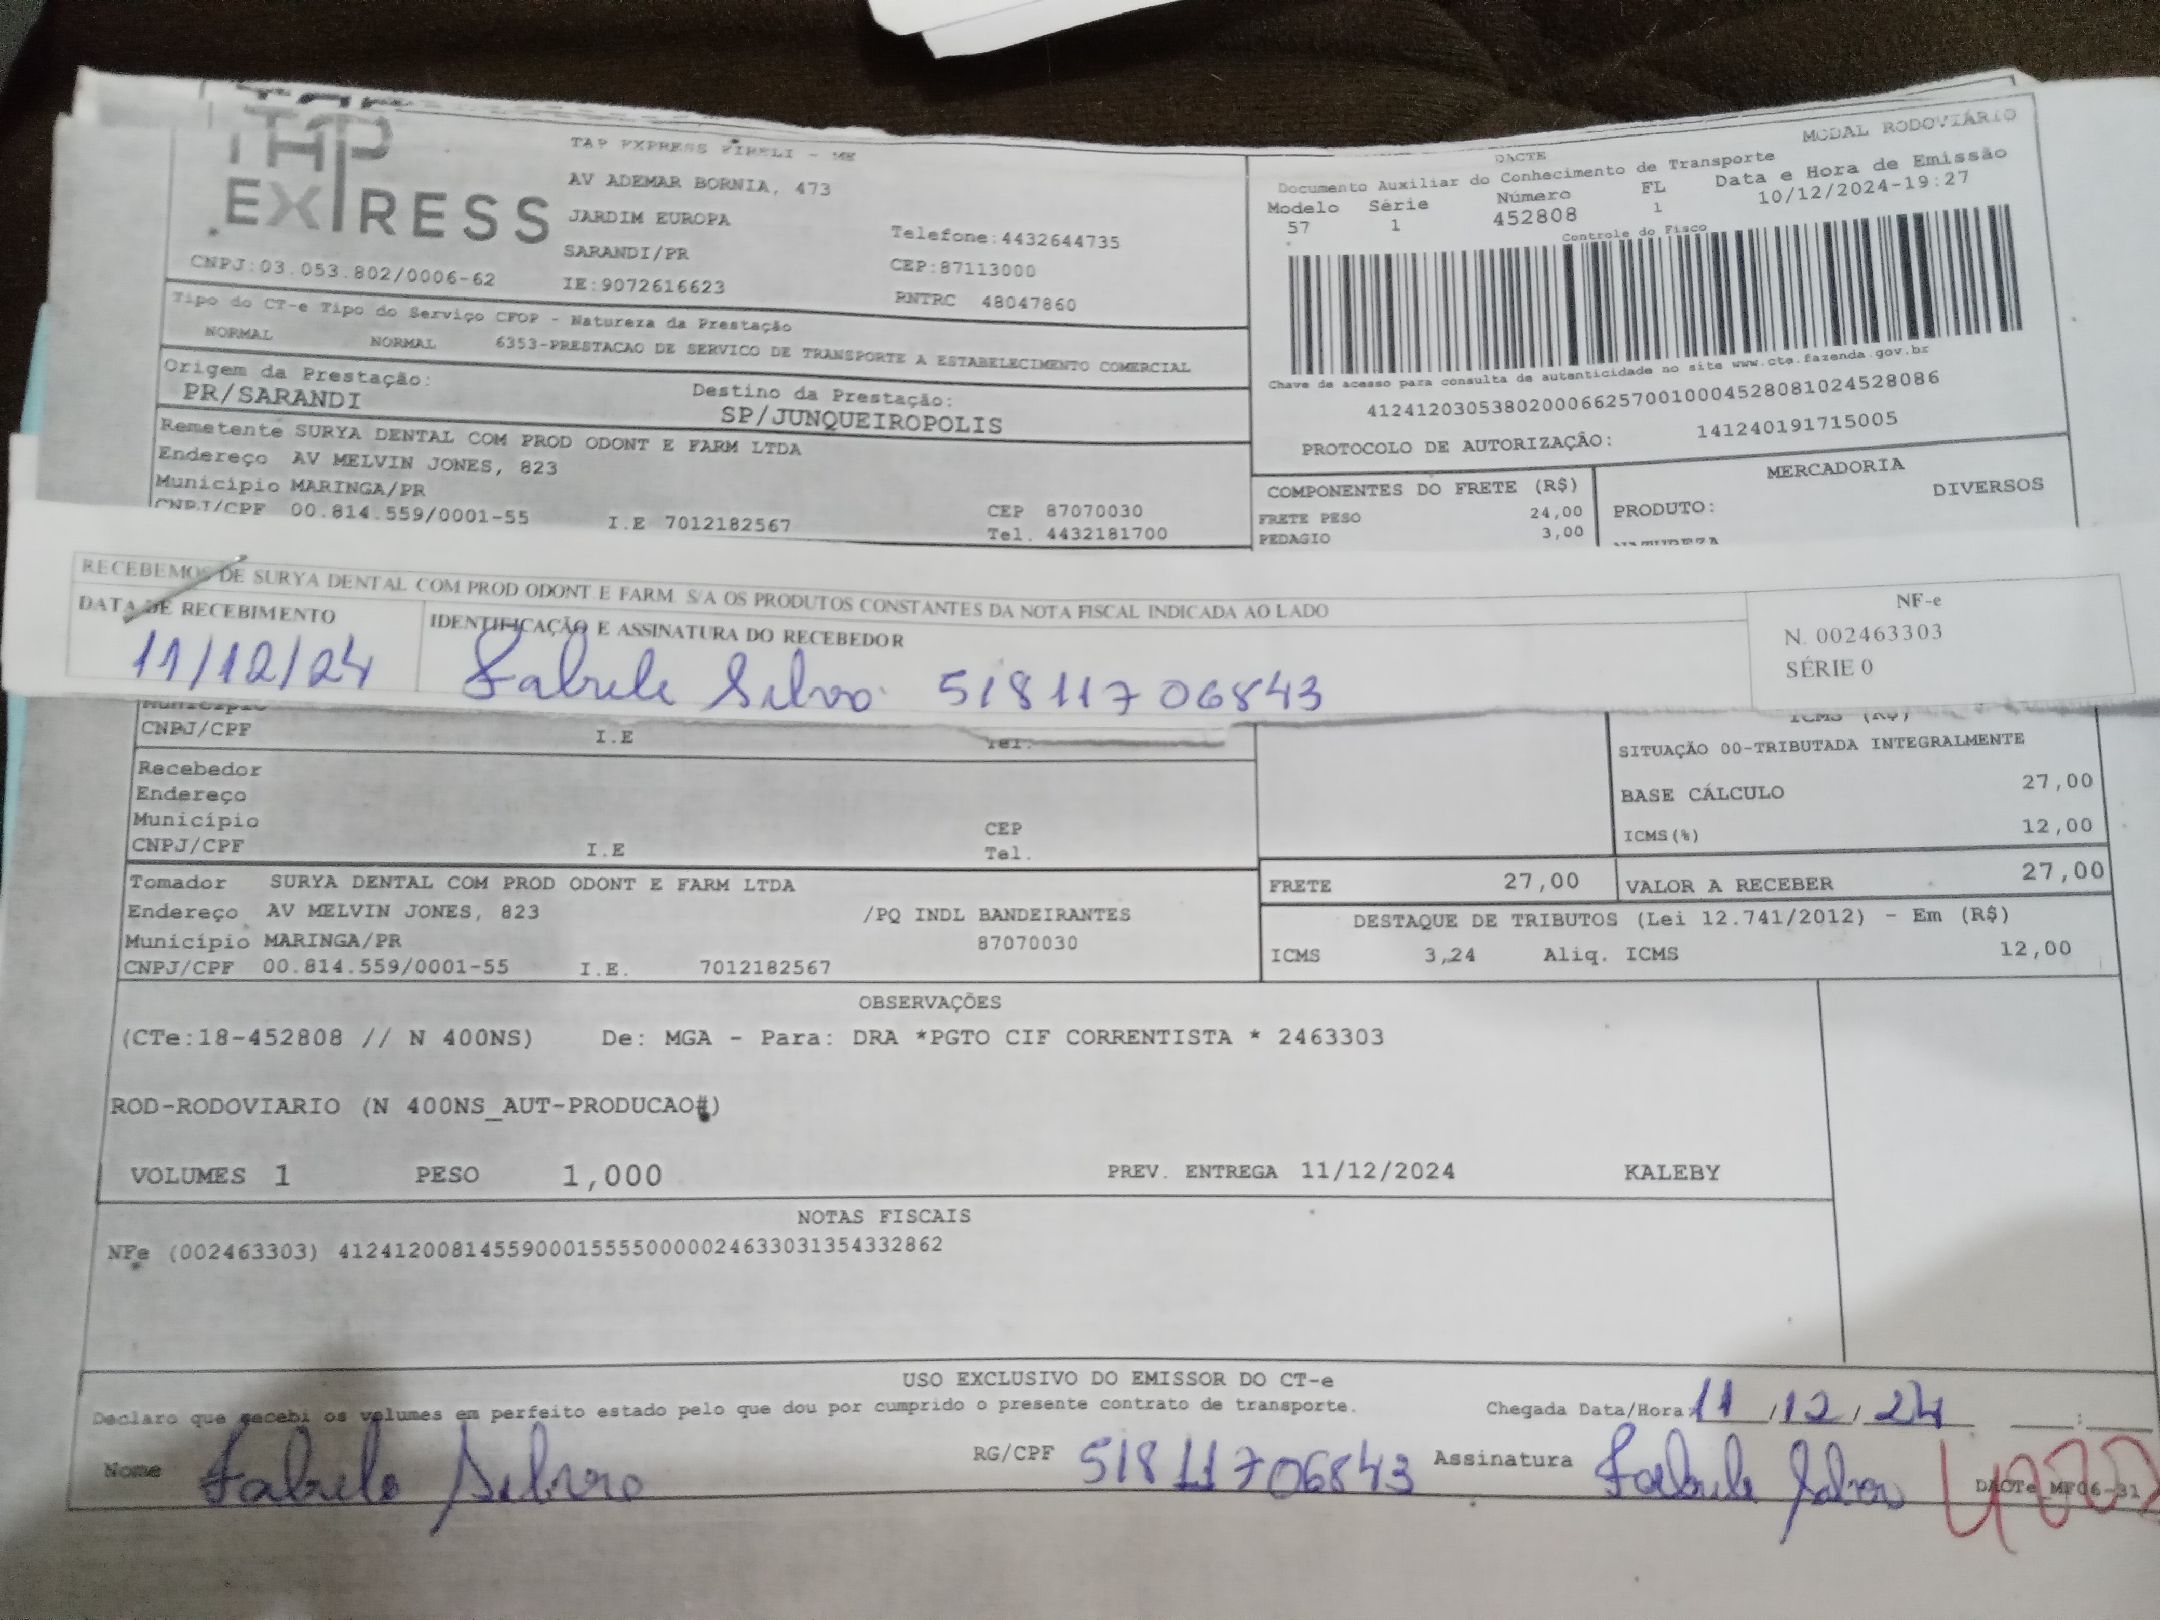 TAP
EXPRESS
CNPJ:03.053.802/0006-62
TAP EXPRESS EIRELI - ME
AV ADEMAR BORNIA, 473
JARDIM EUROPA
SARANDI/PR
IE:9072616623
Telefone:4432644735
CEP:87113000
RNTRC 48047860
MODAL RODOVIÁRIO
DACTE
Documento Auxiliar do Conhecimento de Transporte
Modelo Série Número FL Data e Hora de Emissão
57 1 452808 1 10/12/2024-19:27
Controle do Fisco
Chave de acesso para consulta de autenticidade no site www.cte.fazenda.gov.br
41241203053802000662570010004528081024528086
PROTOCOLO DE AUTORIZAÇÃO: 141240191715005
Tipo do CT-e Tipo do Serviço CFOP - Natureza da Prestação
NORMAL NORMAL 6353-PRESTACAO DE SERVICO DE TRANSPORTE A ESTABELECIMENTO COMERCIAL
Origem da Prestação: Destino da Prestação:
PR/SARANDI SP/JUNQUEIROPOLIS
Remetente SURYA DENTAL COM PROD ODONT E FARM LTDA
Endereço AV MELVIN JONES, 823
Município MARINGA/PR CEP 87070030
CNPJ/CPF 00.814.559/0001-55 I.E 7012182567 Tel. 4432181700
COMPONENTES DO FRETE (R$)
FRETE PESO 24,00
PEDAGIO 3,00
MERCADORIA
PRODUTO: DIVERSOS
NATUREZA
RECEBEMOS DE SURYA DENTAL COM PROD ODONT E FARM. S/A OS PRODUTOS CONSTANTES DA NOTA FISCAL INDICADA AO LADO
DATA DE RECEBIMENTO IDENTIFICAÇÃO E ASSINATURA DO RECEBEDOR
11/12/24 51811706843
NF-e
N. 002463303
SÉRIE 0
Município
CNPJ/CPF I.E Tel.
Recebedor
Endereço
Município CEP
CNPJ/CPF I.E Tel.
ICMS (R$)
SITUAÇÃO 00-TRIBUTADA INTEGRALMENTE
BASE CÁLCULO 27,00
ICMS(%) 12,00
FRETE 27,00 VALOR A RECEBER 27,00
Tomador SURYA DENTAL COM PROD ODONT E FARM LTDA
Endereço AV MELVIN JONES, 823 /PQ INDL BANDEIRANTES
Município MARINGA/PR 87070030
CNPJ/CPF 00.814.559/0001-55 I.E. 7012182567
DESTAQUE DE TRIBUTOS (Lei 12.741/2012) - Em (R$)
ICMS 3,24 Aliq. ICMS 12,00
OBSERVAÇÕES
(CTe:18-452808 // N 400NS) De: MGA - Para: DRA *PGTO CIF CORRENTISTA * 2463303
ROD-RODOVIARIO (N 400NS_AUT-PRODUCAO#)
VOLUMES 1 PESO 1,000 PREV. ENTREGA 11/12/2024 KALEBY
NOTAS FISCAIS
NFe (002463303) 41241200814559000155550000024633031354332862
USO EXCLUSIVO DO EMISSOR DO CT-e
Declaro que recebi os volumes em perfeito estado pelo que dou por cumprido o presente contrato de transporte. Chegada Data/Hora 11/12/24
Nome RG/CPF 51811706843 Assinatura
DACTe_MF06-31